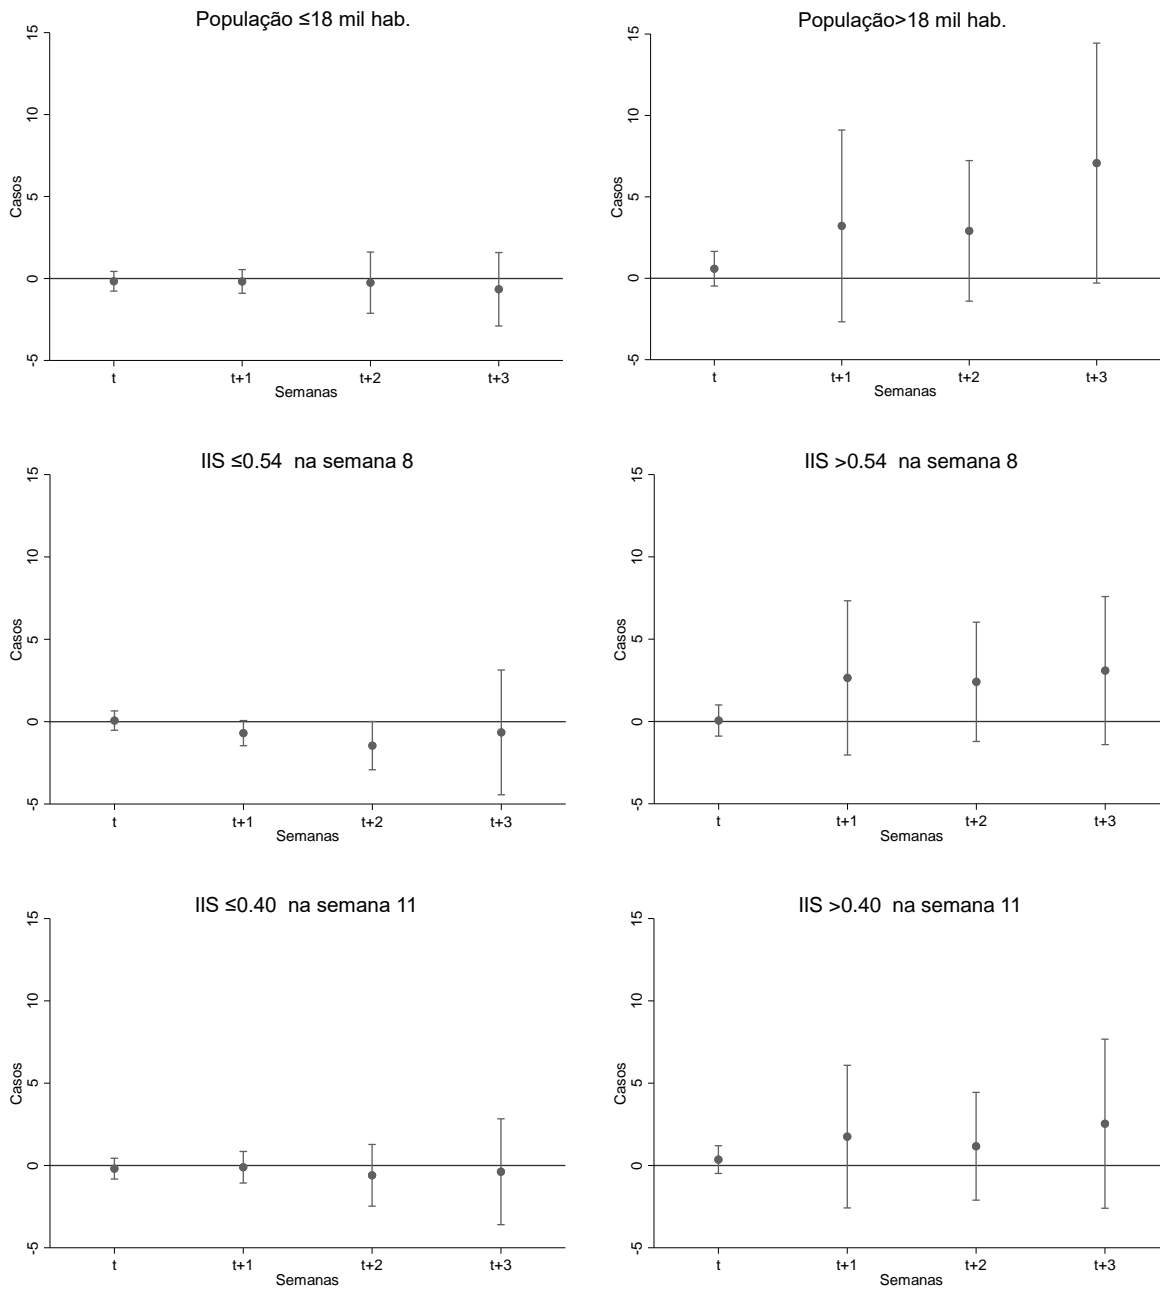 População ≤18 mil hab.
15
10
5
0
-5
Casos
t
t+1
t+2
t+3
Semanas
População>18 mil hab.
15
10
5
0
-5
Casos
t
t+1
t+2
t+3
Semanas
IIS ≤0.54 na semana 8
15
10
5
0
-5
Casos
t
t+1
t+2
t+3
Semanas
IIS >0.54 na semana 8
15
10
5
0
-5
Casos
t
t+1
t+2
t+3
Semanas
IIS ≤0.40 na semana 11
15
10
5
0
-5
Casos
t
t+1
t+2
t+3
Semanas
IIS >0.40 na semana 11
15
10
5
0
-5
Casos
t
t+1
t+2
t+3
Semanas